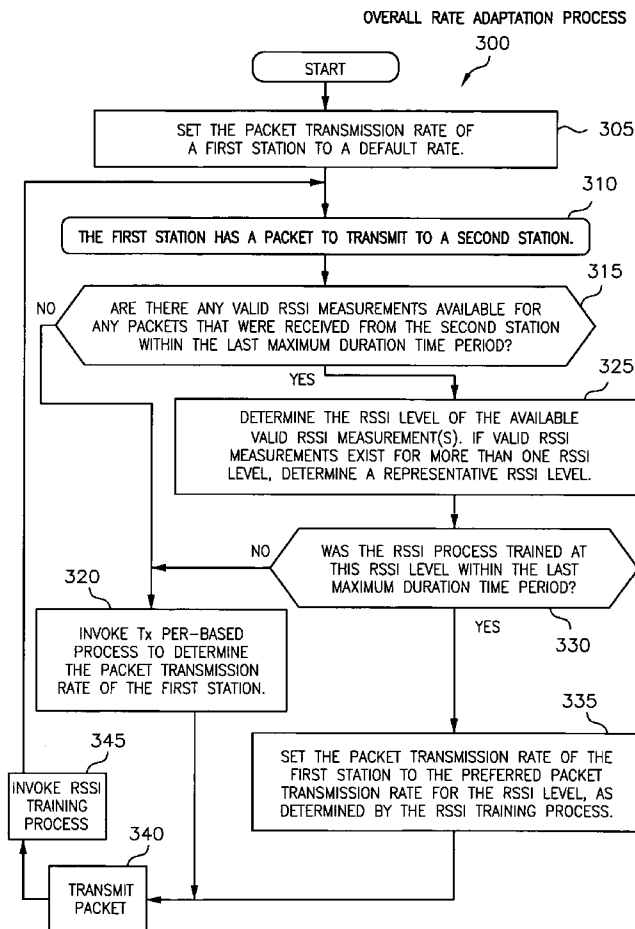 OVERALL RATE ADAPTATION PROCESS
300
START
SET THE PACKET TRANSMISSION RATE OF
A FIRST STATION TO A DEFAULT RATE.
305
310
THE FIRST STATION HAS A PACKET TO TRANSMIT TO A SECOND STATION.
315
NO
ARE THERE ANY VALID RSSI MEASUREMENTS AVAILABLE FOR
ANY PACKETS THAT WERE RECEIVED FROM THE SECOND STATION
WITHIN THE LAST MAXIMUM DURATION TIME PERIOD?
YES
325
DETERMINE THE RSSI LEVEL OF THE AVAILABLE
VALID RSSI MEASUREMENT(S). IF VALID RSSI
MEASUREMENTS EXIST FOR MORE THAN ONE RSSI
LEVEL, DETERMINE A REPRESENTATIVE RSSI LEVEL.
NO
WAS THE RSSI PROCESS TRAINED AT
THIS RSSI LEVEL WITHIN THE LAST
MAXIMUM DURATION TIME PERIOD?
330
YES
320
INVOKE Tx PER-BASED
PROCESS TO DETERMINE
THE PACKET TRANSMISSION
RATE OF THE FIRST STATION.
335
SET THE PACKET TRANSMISSION RATE OF THE
FIRST STATION TO THE PREFERRED PACKET
TRANSMISSION RATE FOR THE RSSI LEVEL, AS
DETERMINED BY THE RSSI TRAINING PROCESS.
345
INVOKE RSSI
TRAINING
PROCESS
340
TRANSMIT
PACKET